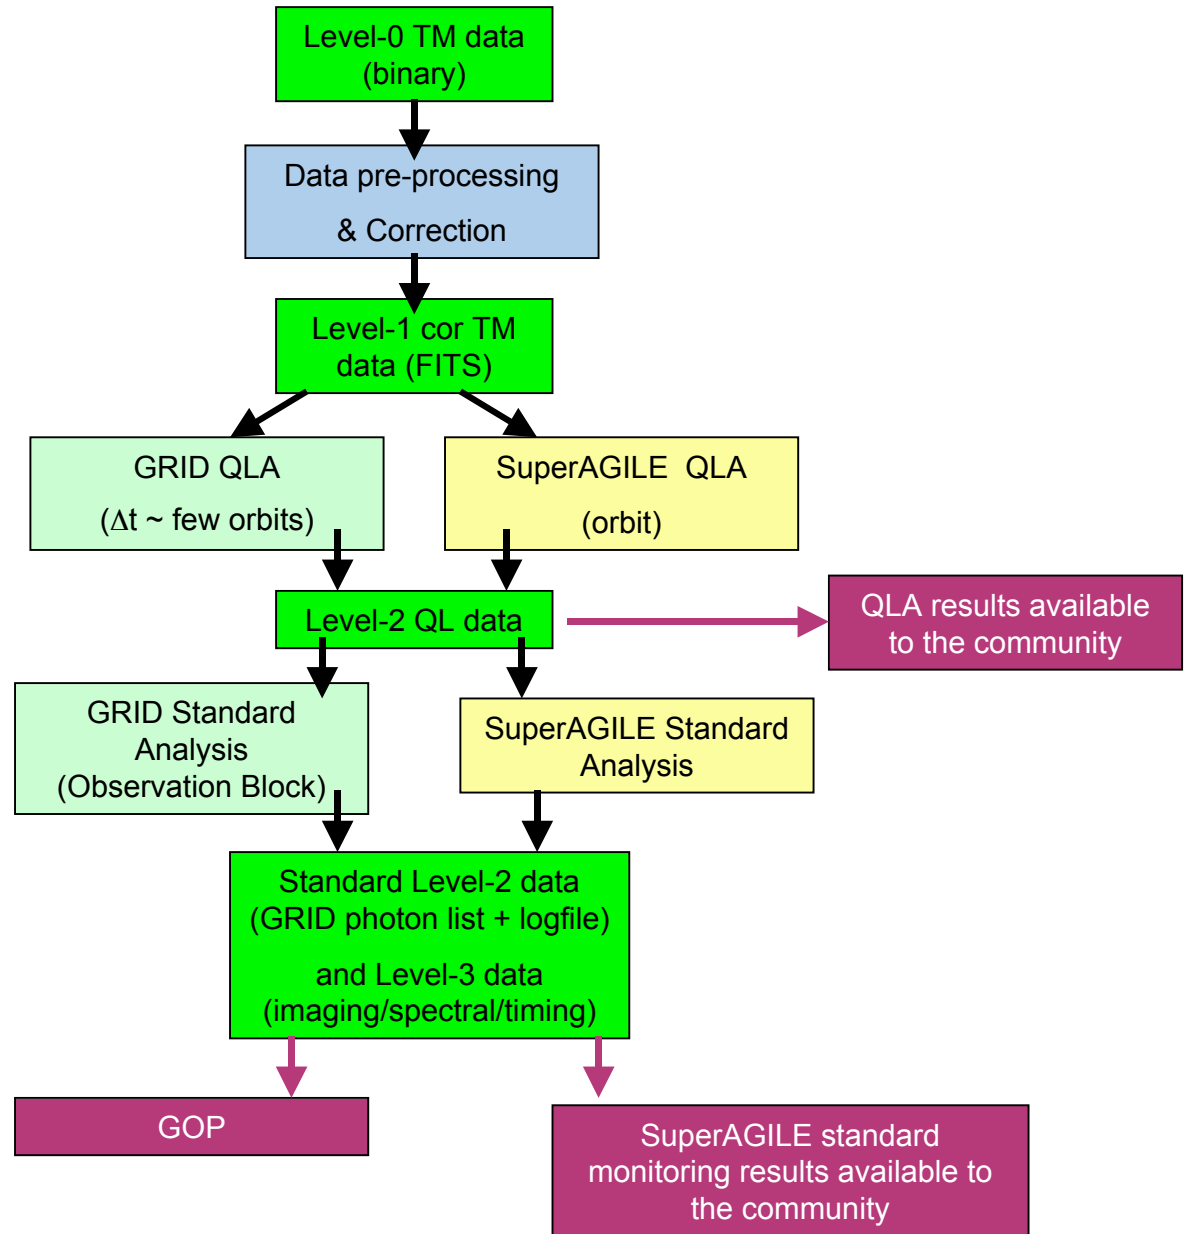 Level-0 TM data
(binary)
Data pre-processing
& Correction
Level-1 cor TM
data (FITS)
GRID QLA
(Δt ~ few orbits)
SuperAGILE QLA
(orbit)
Level-2 QL data
QLA results available
to the community
GRID Standard
Analysis
(Observation Block)
SuperAGILE Standard
Analysis
Standard Level-2 data
(GRID photon list + logfile)
and Level-3 data
(imaging/spectral/timing)
GOP
SuperAGILE standard
monitoring results available to
the community